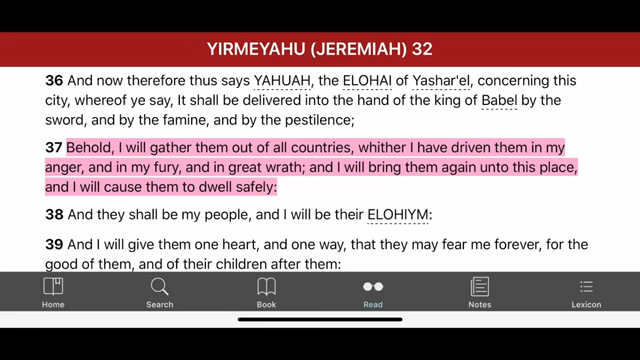 YIRMEYAHU (JEREMIAH) 32
36 And now therefore thus says YAHUAH, the ELOHAI of Yashar'el, concerning this
city, whereof ye say, It shall be delivered into the hand of the king of Babel by the
sword, and by the famine, and by the pestilence;
37 Behold, I will gather them out of all countries, whither I have driven them in my
anger, and in my fury, and in great wrath; and I will bring them again unto this place,
and I will cause them to dwell safely:
38 And they shall be my people, and I will be their ELOHIYM:
39 And I will give them one heart, and one way, that they may fear me forever, for the
good of them, and of their children after them:
Home Search Book Read Notes Lexicon